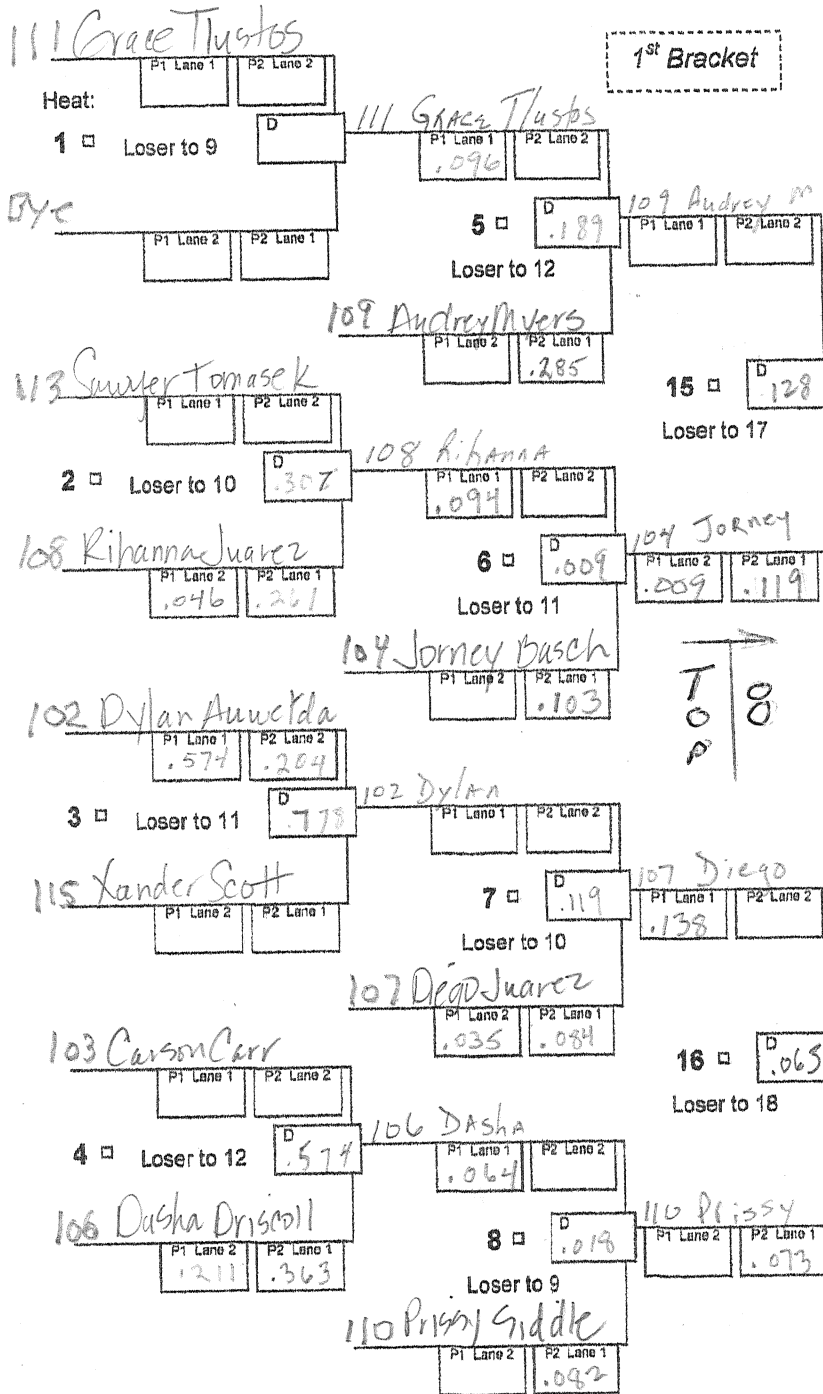 111 Grace Tlustos
1st Bracket
P1 Lane 1 P2 Lane 2
Heat:
1 Loser to 9 D
111 Grace Tlustos
P1 Lane 1 P2 Lane 2
.096
Bye
P1 Lane 2 P2 Lane 1
5 D .189
Loser to 12
109 Audrey M
P1 Lane 1 P2 Lane 2
109 Audrey Myers
P1 Lane 2 P2 Lane 1
.285
113 Sawyer Tomasek
P1 Lane 1 P2 Lane 2
15 D .128
Loser to 17
2 Loser to 10 D .307
108 Rihanna
P1 Lane 1 P2 Lane 2
.094
108 Rihanna Juarez
P1 Lane 2 P2 Lane 1
.046 .261
6 D .009
Loser to 11
104 Jorney
P1 Lane 2 P2 Lane 1
.009 .119
104 Jorney Basch
P1 Lane 2 P2 Lane 1
.103
TOP
102 Dylan
P1 Lane 1 P2 Lane 2
.574 .204
3 Loser to 11 D .778
102 Dylan
P1 Lane 1 P2 Lane 2
115 Xander Scott
P1 Lane 2 P2 Lane 1
7 D .119
Loser to 10
107 Diego
P1 Lane 1 P2 Lane 2
.138
107 Diego Juarez
P1 Lane 2 P2 Lane 1
.035 .084
103 Carson Carr
P1 Lane 1 P2 Lane 2
16 D .065
Loser to 18
4 Loser to 12 D .574
106 Dasha
P1 Lane 1 P2 Lane 2
.064
106 Dasha Driscoll
P1 Lane 2 P2 Lane 1
.211 .363
8 D .018
Loser to 9
110 Prissy
P1 Lane 2 P2 Lane 1
.073
110 Prissy Siddle
P1 Lane 2 P2 Lane 1
.082